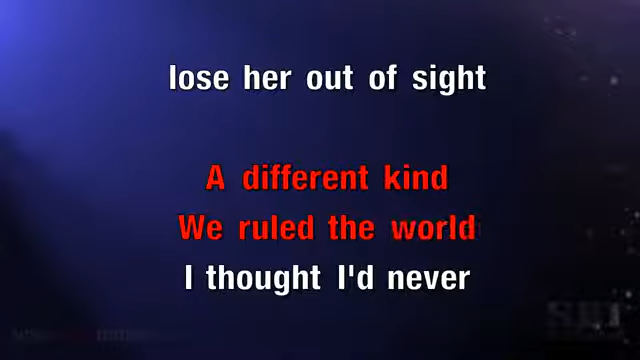 lose her out of sight
A different kind
We ruled the world
I thought I'd never